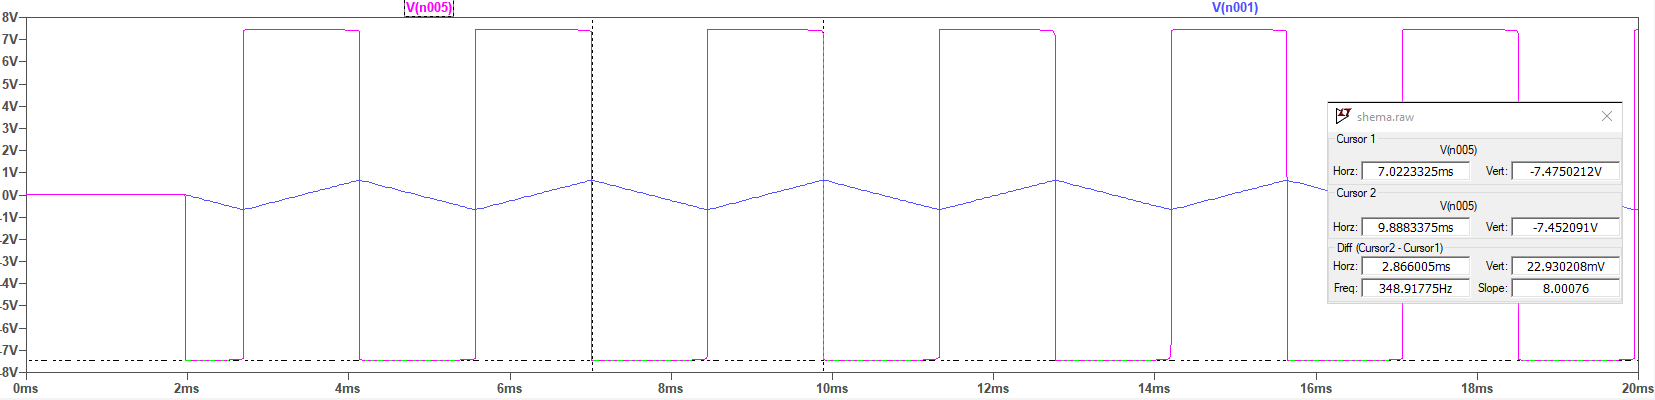 V(n005) V(n001)
8V
7V
6V
5V
4V
3V
2V
1V
0V
-1V
-2V
-3V
-4V
-5V
-6V
-7V
-8V
0ms 2ms 4ms 6ms 8ms 10ms 12ms 14ms 16ms 18ms 20ms
shema.raw
Cursor 1
V(n005)
Horz: 7.0223325ms Vert: -7.4750212V
Cursor 2
V(n005)
Horz: 9.8883375ms Vert: -7.452091V
Diff (Cursor2 - Cursor1)
Horz: 2.866005ms Vert: 22.930208mV
Freq: 348.91775Hz Slope: 8.00076